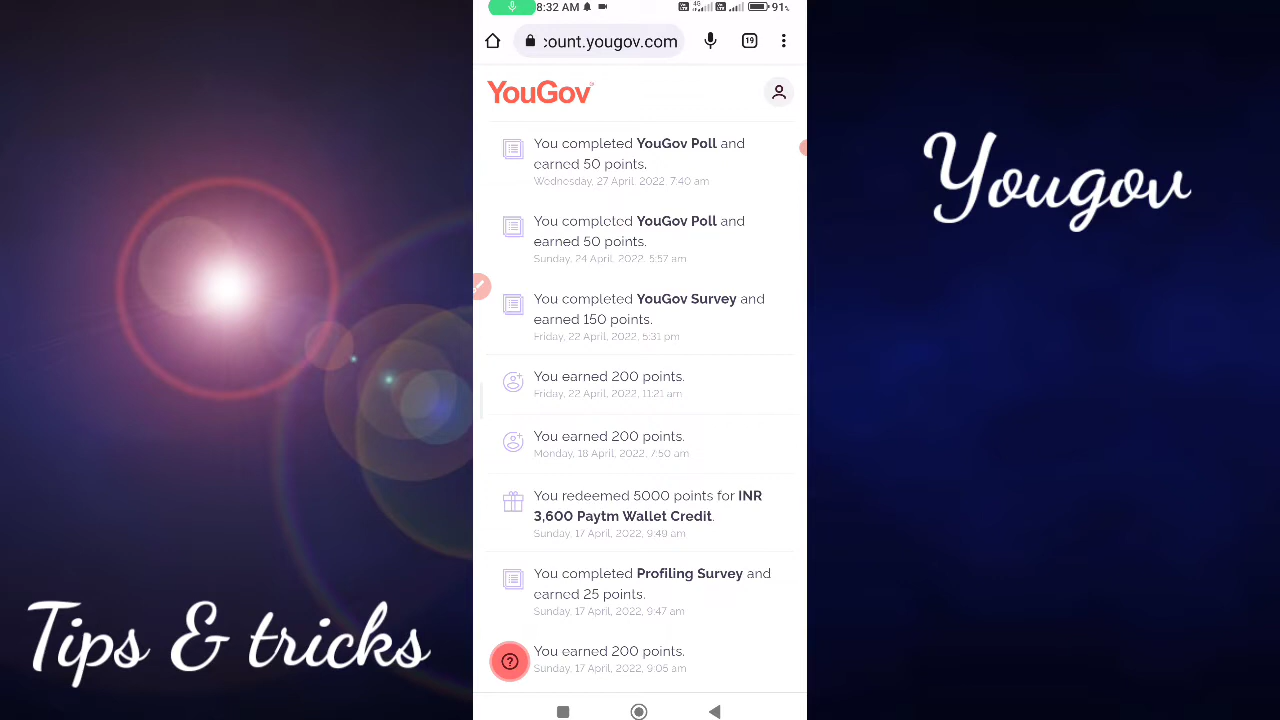 8:32 AM
4G
91%
:ount.yougov.com
19
YouGov
You completed YouGov Poll and
earned 50 points.
Wednesday, 27 April, 2022, 7:40 am
You completed YouGov Poll and
earned 50 points.
Sunday, 24 April, 2022, 5:57 am
You completed YouGov Survey and
earned 150 points.
Friday, 22 April, 2022, 5:31 pm
You earned 200 points.
Friday, 22 April, 2022, 11:21 am
You earned 200 points.
Monday, 18 April, 2022, 7:50 am
You redeemed 5000 points for INR
3,600 Paytm Wallet Credit.
Sunday, 17 April, 2022, 9:49 am
You completed Profiling Survey and
earned 25 points.
Sunday, 17 April, 2022, 9:47 am
You earned 200 points.
Sunday, 17 April, 2022, 9:05 am
Yougov
Tips & tricks